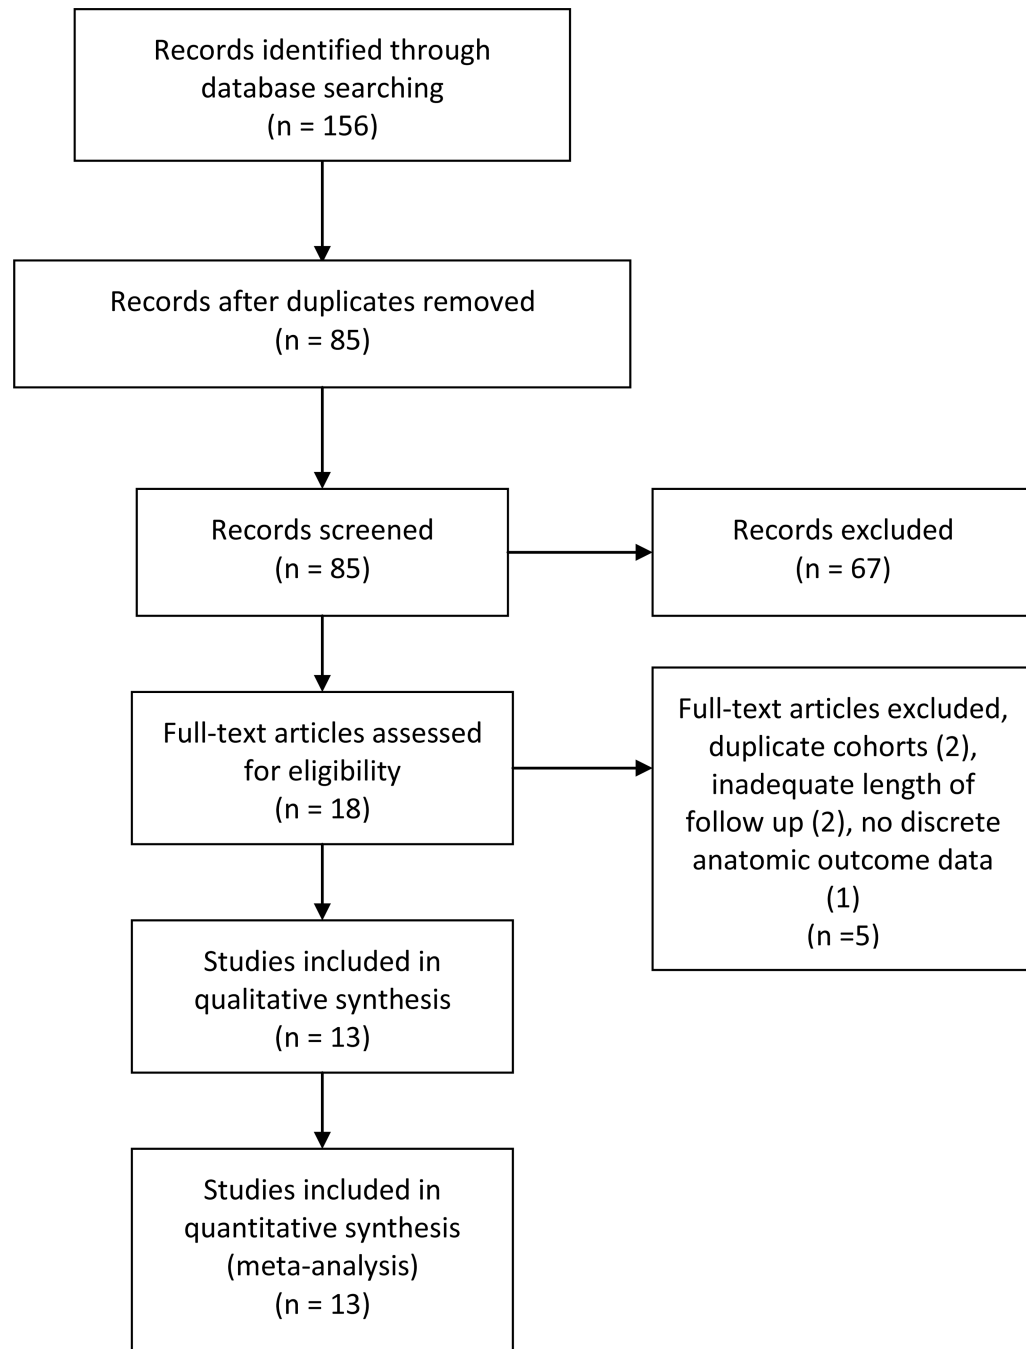 Records identified through
database searching
(n = 156)
Records after duplicates removed
(n = 85)
Records screened
(n = 85)
Records excluded
(n = 67)
Full-text articles assessed
for eligibility
(n = 18)
Full-text articles excluded,
duplicate cohorts (2),
inadequate length of
follow up (2), no discrete
anatomic outcome data
(1)
(n =5)
Studies included in
qualitative synthesis
(n = 13)
Studies included in
quantitative synthesis
(meta-analysis)
(n = 13)